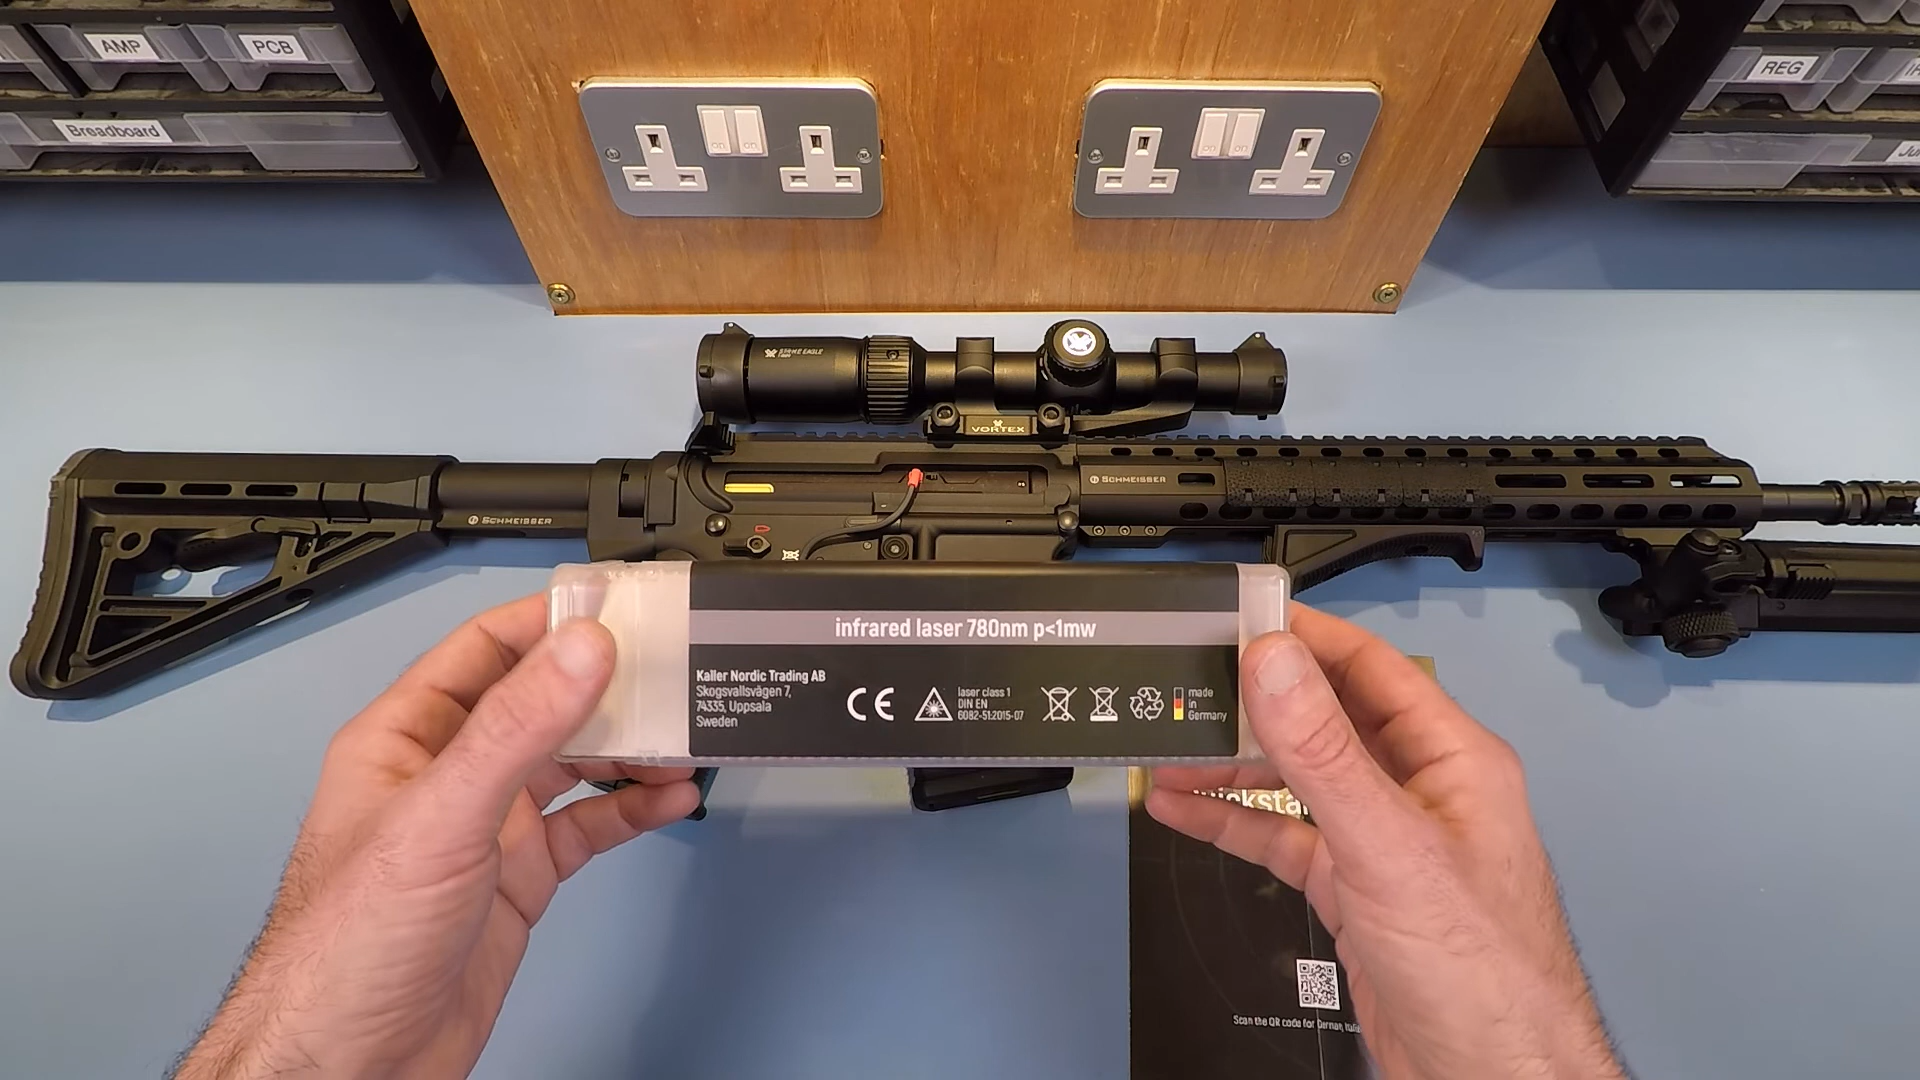 AMP
PCB
Breadboard
REG
on
on
on
on
STRIKE EAGLE
VORTEX
SCHMEISSER
SCHMEISSER
infrared laser 780nm p<1mw
Kaller Nordic Trading AB
Skogsvallsvägen 7,
74335, Uppsala
Sweden
CE
laser class 1
DIN EN
6082-51:2015-07
made
in
Germany
Scan the QR code for German,